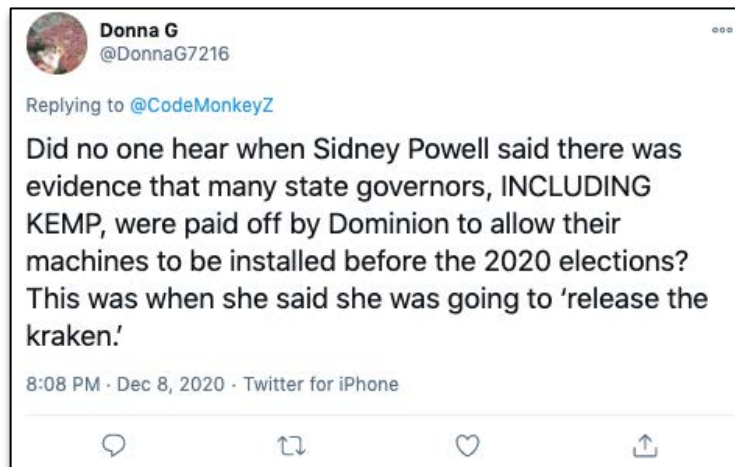 Donna G
@DonnaG7216
Replying to @CodeMonkeyZ
Did no one hear when Sidney Powell said there was
evidence that many state governors, INCLUDING
KEMP, were paid off by Dominion to allow their
machines to be installed before the 2020 elections?
This was when she said she was going to ‘release the
kraken.’
8:08 PM · Dec 8, 2020 · Twitter for iPhone